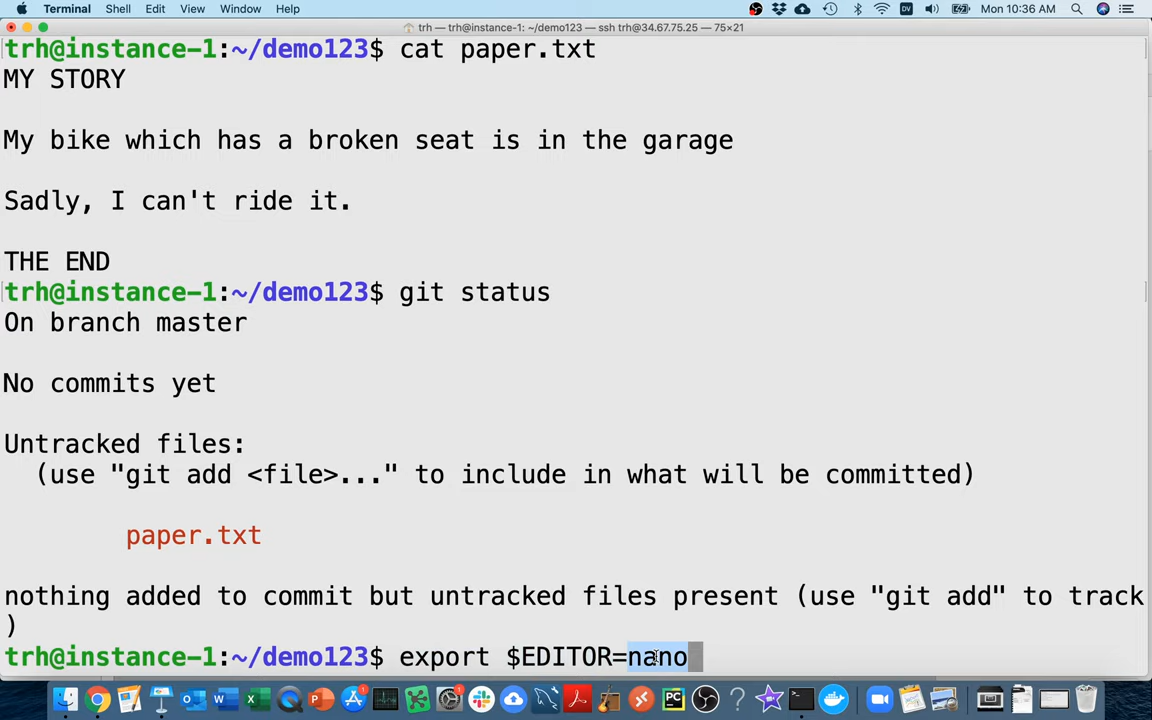 Terminal Shell Edit View Window Help Mon 10:36 AM
trh — trh@instance-1: ~/demo123 — ssh trh@34.67.75.25 — 75×21
trh@instance-1:~/demo123$ cat paper.txt
MY STORY
My bike which has a broken seat is in the garage
Sadly, I can't ride it.
THE END
trh@instance-1:~/demo123$ git status
On branch master
No commits yet
Untracked files:
(use "git add <file>..." to include in what will be committed)
paper.txt
nothing added to commit but untracked files present (use "git add" to track
)
trh@instance-1:~/demo123$ export $EDITOR=nano